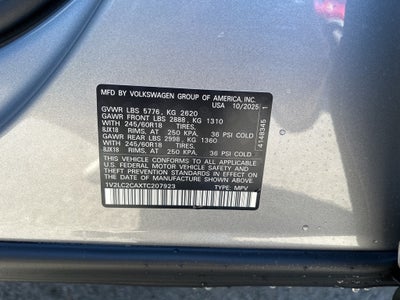 MFD BY VOLKSWAGEN GROUP OF AMERICA, INC.
USA 10/2025
GVWR LBS 5776, KG 2620
GAWR FRONT LBS 2888, KG 1310
WITH 245/60R18 TIRES,
8JX18 RIMS, AT 250 KPA, 36 PSI COLD
GAWR REAR LBS 2998, KG 1360
WITH 245/60R18 TIRES,
8JX18 RIMS, AT 250 KPA, 36 PSI COLD.
THIS VEHICLE CONFORMS TO ALL APPLICABLE
U.S. FEDERAL MOTOR VEHICLE SAFETY AND
THEFT PREVENTION STANDARDS IN EFFECT
ON THE DATE OF MANUFACTURE SHOWN ABOVE.
1V2LC2CAXTC207923 TYPE: MPV
4148345 1